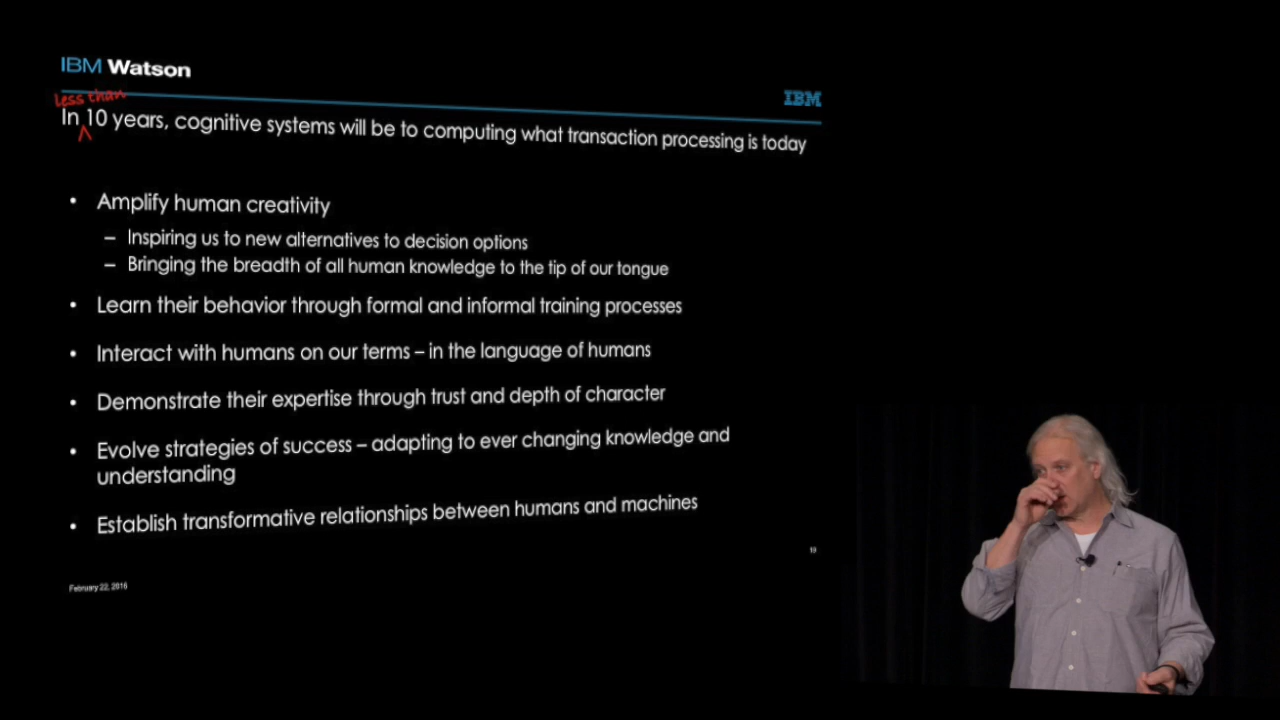 IBM Watson
IBM
less than
In ^ 10 years, cognitive systems will be to computing what transaction processing is today
• Amplify human creativity
– Inspiring us to new alternatives to decision options
– Bringing the breadth of all human knowledge to the tip of our tongue
• Learn their behavior through formal and informal training processes
• Interact with humans on our terms – in the language of humans
• Demonstrate their expertise through trust and depth of character
• Evolve strategies of success – adapting to ever changing knowledge and
understanding
• Establish transformative relationships between humans and machines
19
February 22, 2016